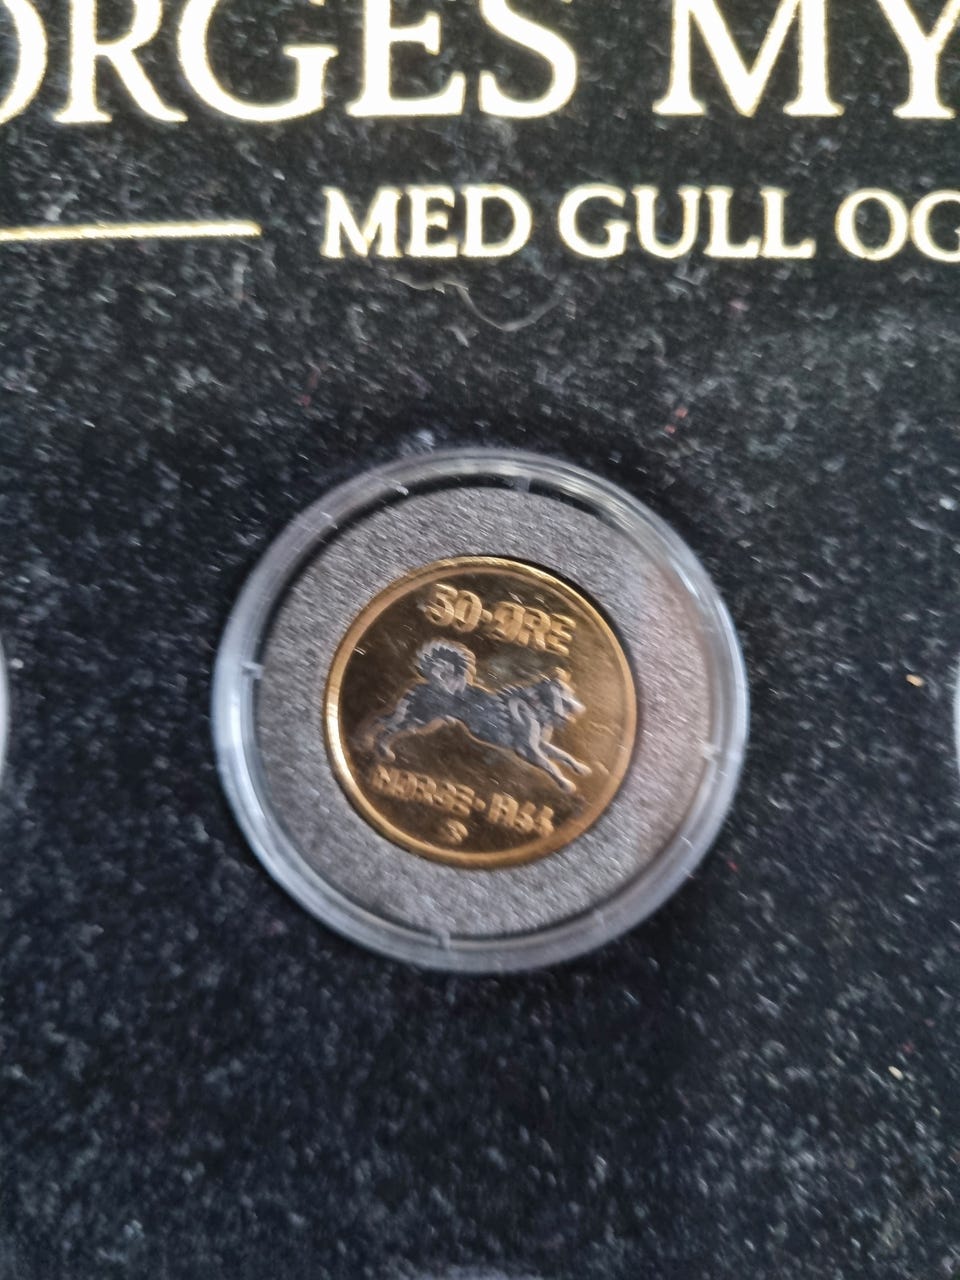 ORGES MY
MED GULL OG
50·ØRE
NORGE·